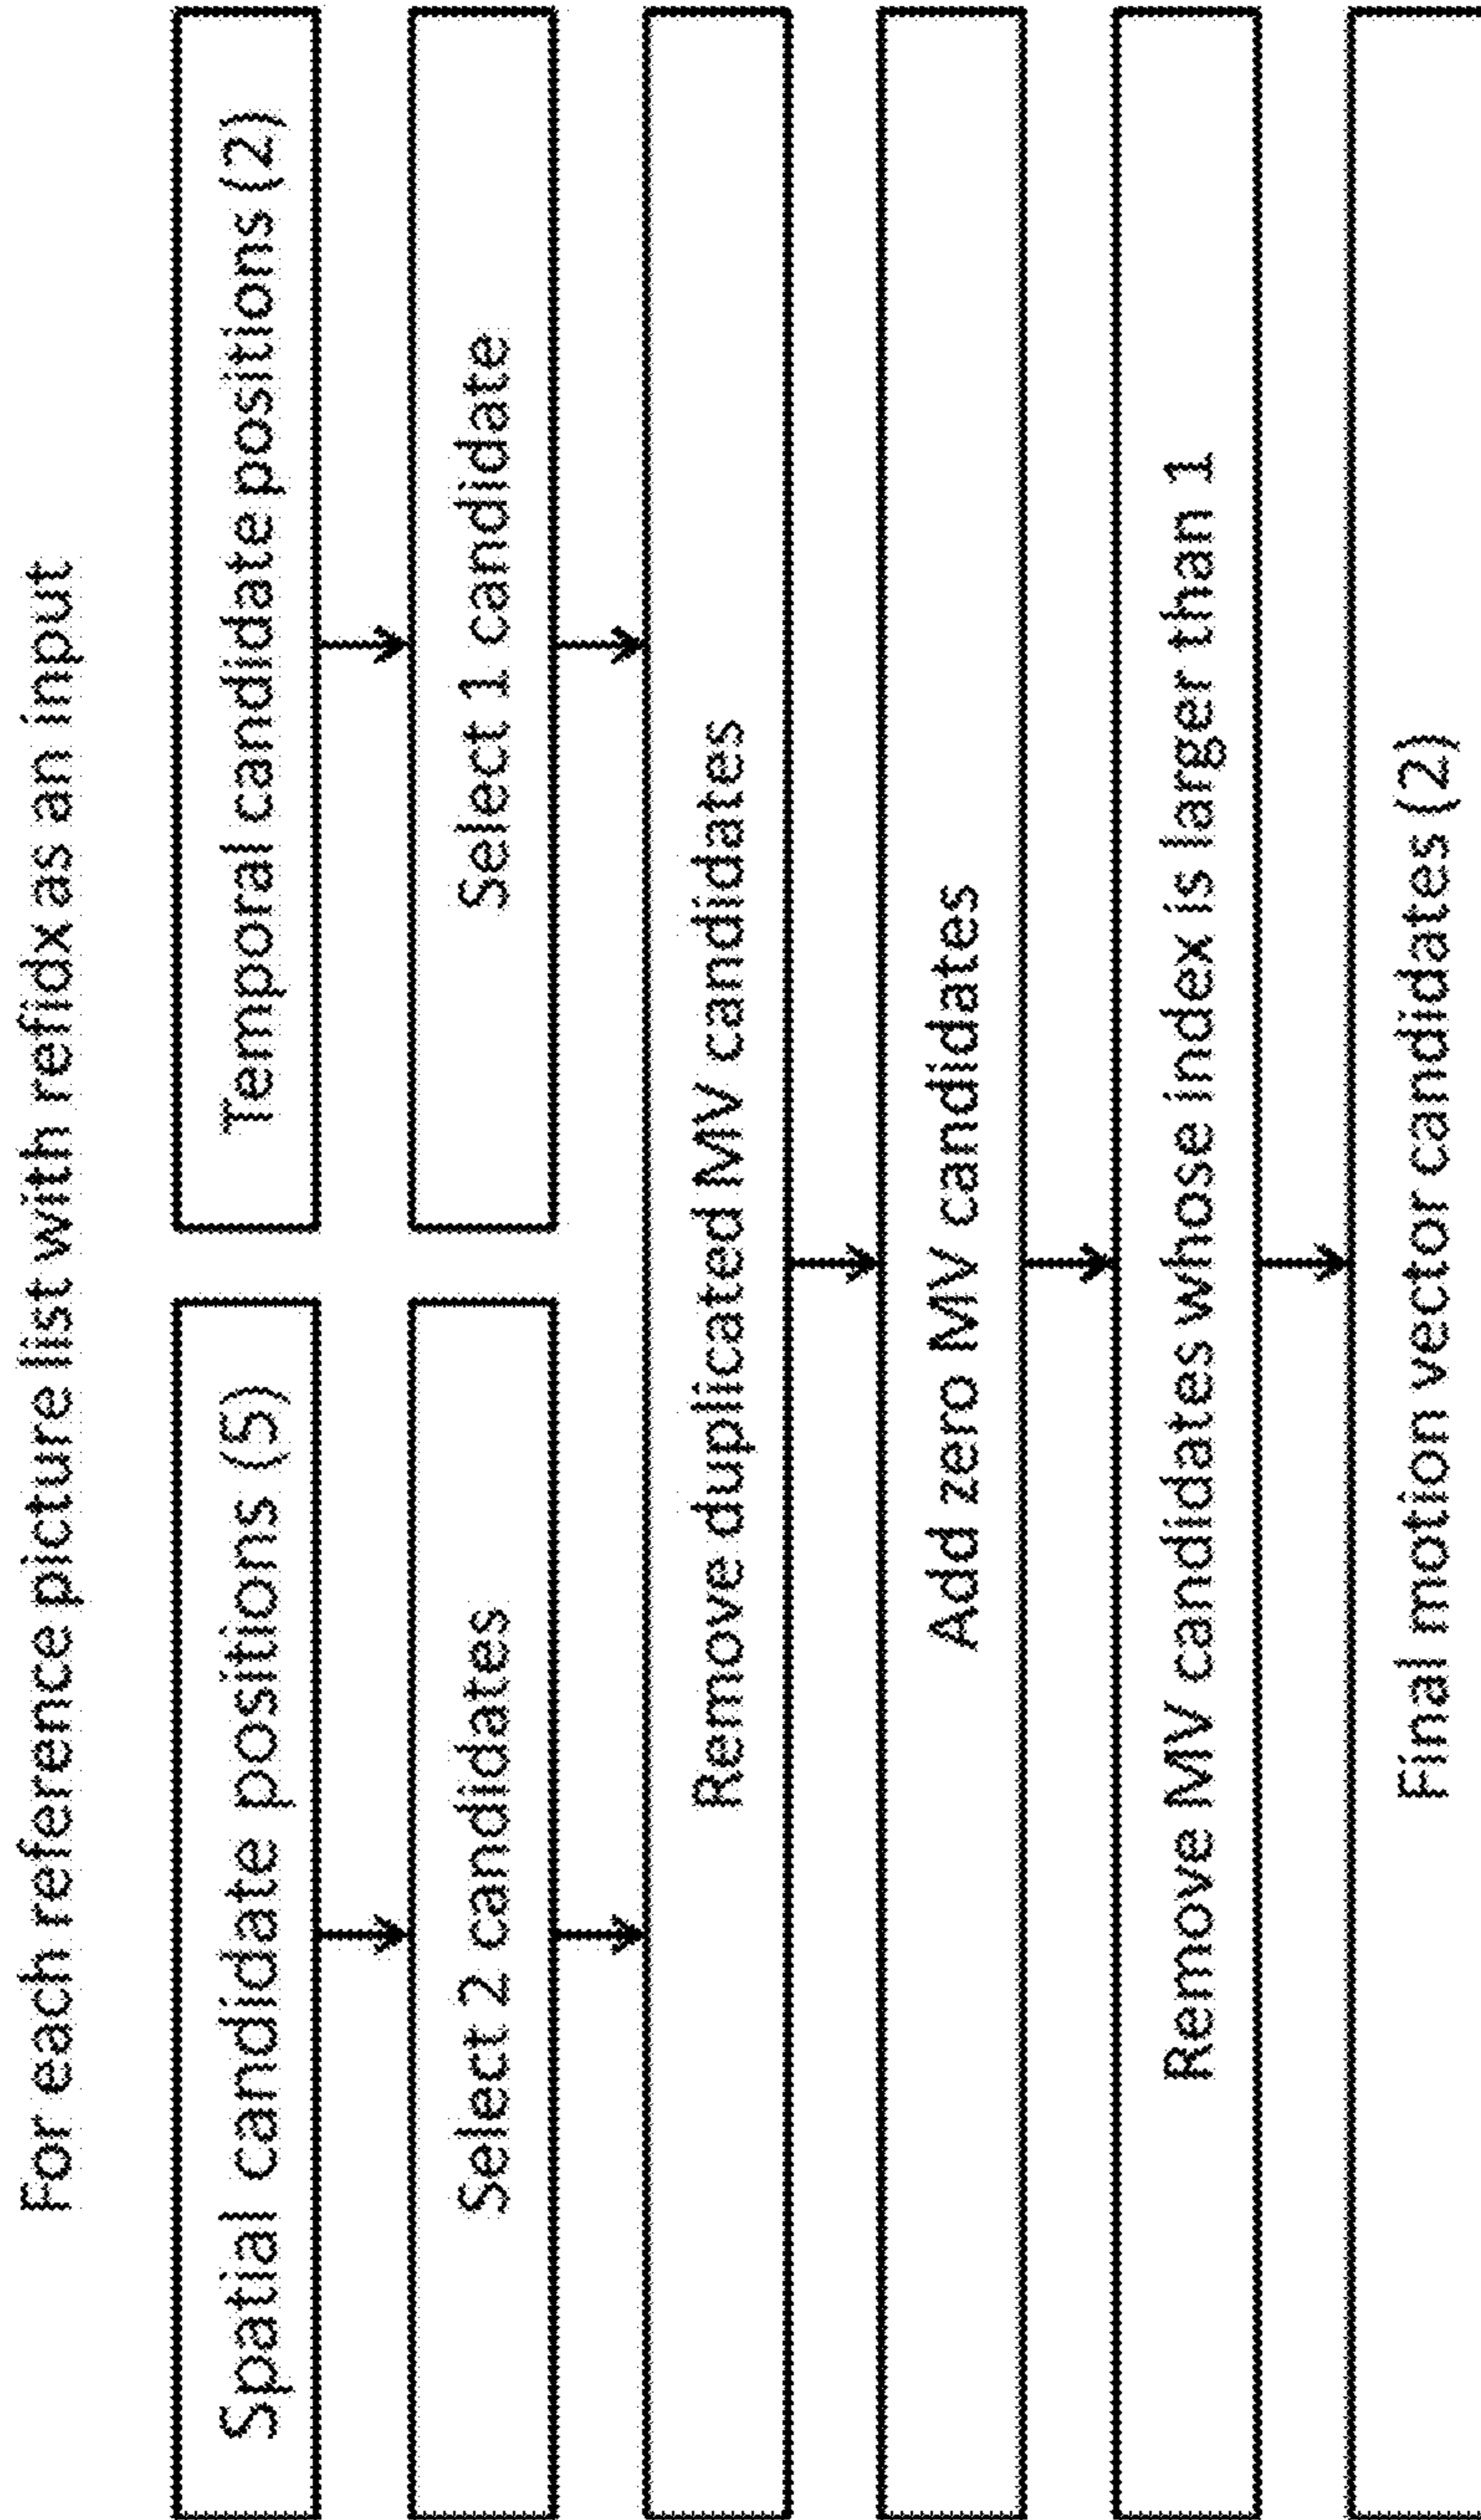 For each reference picture list with refidx as an input
Spatial candidate positions (5)
Temporal candidate positions (2)
Select 2 candidates
Select 1 candidate
Remove duplicated MV candidates
Add zero MV candidates
Remove MV candidates whose index is larger than 1
Final motion vector candidates (2)